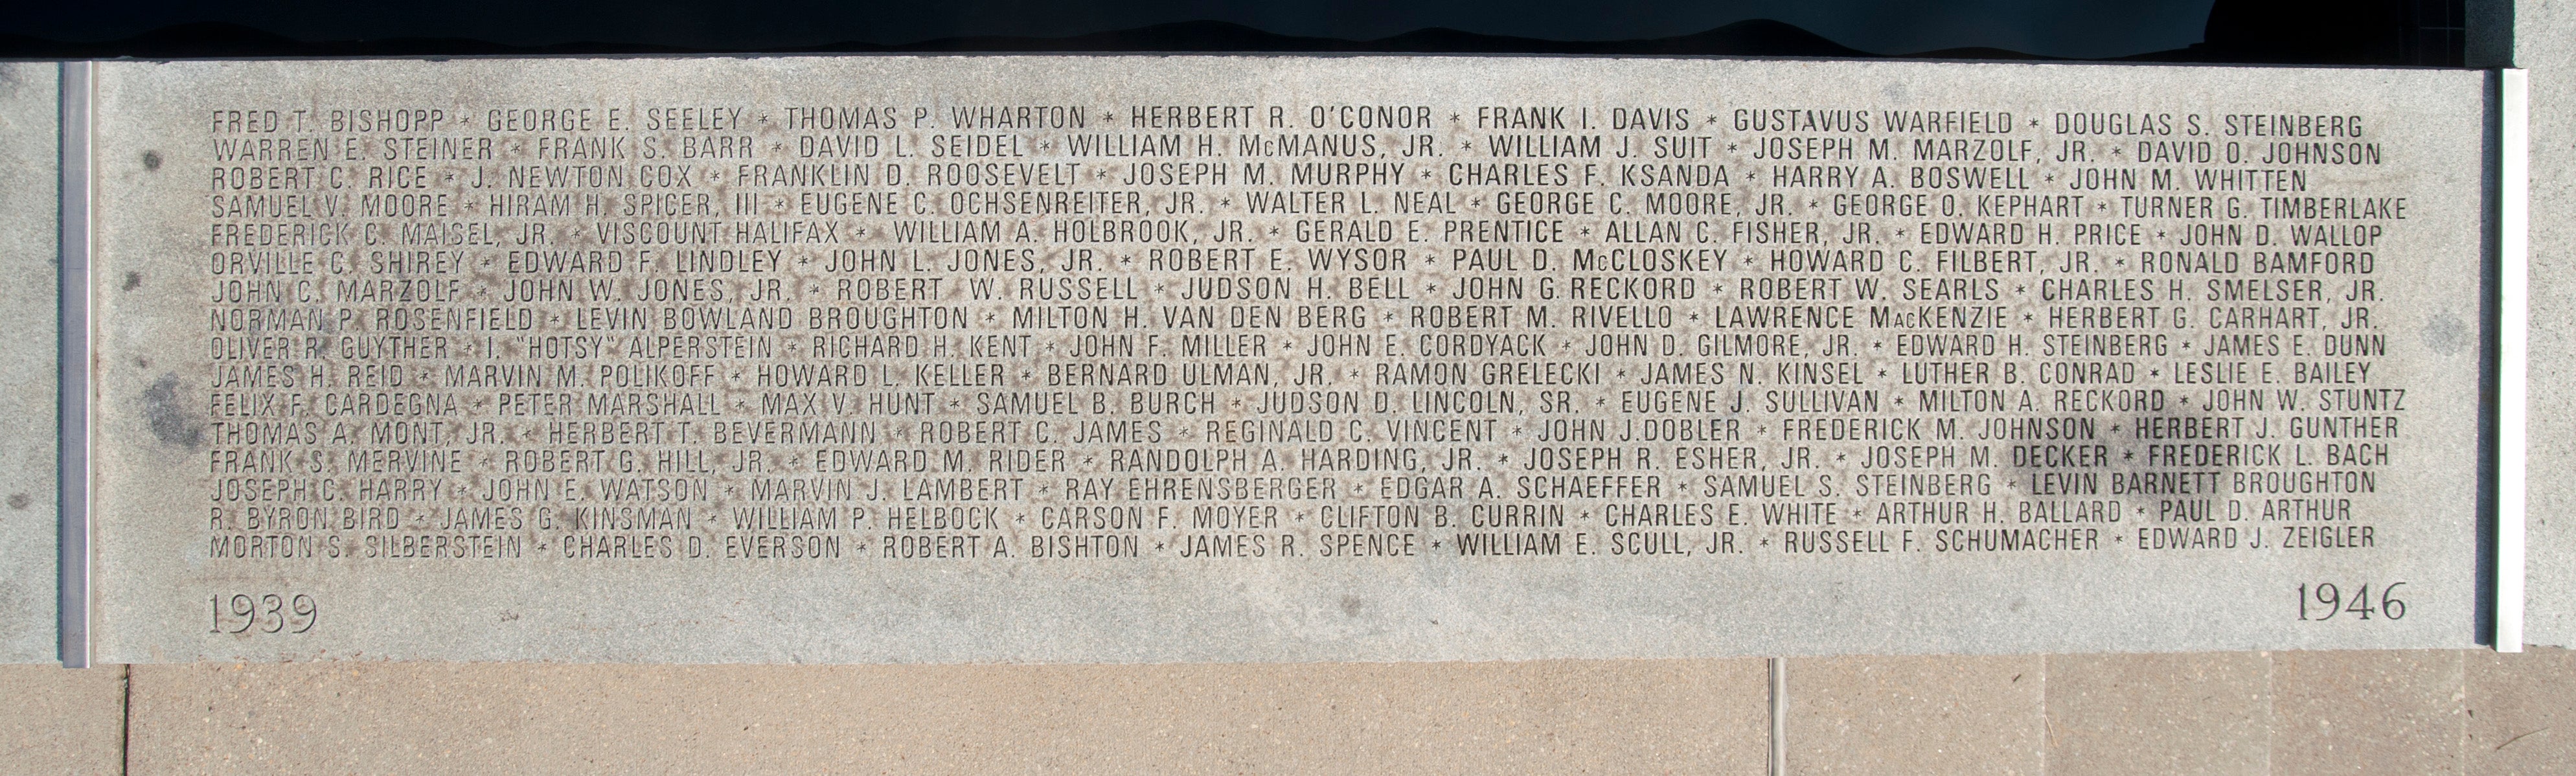 FRED T. BISHOPP * GEORGE E. SEELEY * THOMAS P. WHARTON * HERBERT R. O'CONOR * FRANK I. DAVIS * GUSTAVUS WARFIELD * DOUGLAS S. STEINBERG
WARREN E. STEINER * FRANK S. BARR * DAVID L. SEIDEL * WILLIAM H. McMANUS, JR. * WILLIAM J. SUIT * JOSEPH M. MARZOLF, JR. * DAVID O. JOHNSON
ROBERT C. RICE * J. NEWTON COX * FRANKLIN D. ROOSEVELT * JOSEPH M. MURPHY * CHARLES F. KSANDA * HARRY A. BOSWELL * JOHN M. WHITTEN
SAMUEL V. MOORE * HIRAM H. SPICER, III * EUGENE C. OCHSENREITER, JR. * WALTER L. NEAL * GEORGE C. MOORE, JR. * GEORGE O. KEPHART * TURNER G. TIMBERLAKE
FREDERICK C. MAISEL, JR. * VISCOUNT HALIFAX * WILLIAM A. HOLBROOK, JR. * GERALD E. PRENTICE * ALLAN C. FISHER, JR. * EDWARD H. PRICE * JOHN D. WALLOP
ORVILLE C. SHIREY * EDWARD F. LINDLEY * JOHN L. JONES, JR. * ROBERT E. WYSOR * PAUL D. McCLOSKEY * HOWARD C. FILBERT, JR. * RONALD BAMFORD
JOHN C. MARZOLF * JOHN W. JONES, JR. * ROBERT W. RUSSELL * JUDSON H. BELL * JOHN G. RECKORD * ROBERT W. SEARLS * CHARLES H. SMELSER, JR.
NORMAN P. ROSENFIELD * LEVIN BOWLAND BROUGHTON * MILTON H. VAN DEN BERG * ROBERT M. RIVELLO * LAWRENCE MacKENZIE * HERBERT G. CARHART, JR.
OLIVER R. GUYTHER * I. "HOTSY" ALPERSTEIN * RICHARD H. KENT * JOHN F. MILLER * JOHN E. CORDYACK * JOHN D. GILMORE, JR. * EDWARD H. STEINBERG * JAMES E. DUNN
JAMES H. REID * MARVIN M. POLIKOFF * HOWARD L. KELLER * BERNARD ULMAN, JR. * RAMON GRELECKI * JAMES N. KINSEL * LUTHER B. CONRAD * LESLIE E. BAILEY
FELIX F. CARDEGNA * PETER MARSHALL * MAX V. HUNT * SAMUEL B. BURCH * JUDSON D. LINCOLN, SR. * EUGENE J. SULLIVAN * MILTON A. RECKORD * JOHN W. STUNTZ
THOMAS A. MONT, JR. * HERBERT T. BEVERMANN * ROBERT C. JAMES * REGINALD C. VINCENT * JOHN J. DOBLER * FREDERICK M. JOHNSON * HERBERT J. GUNTHER
FRANK S. MERVINE * ROBERT G. HILL, JR. * EDWARD M. RIDER * RANDOLPH A. HARDING, JR. * JOSEPH R. ESHER, JR. * JOSEPH M. DECKER * FREDERICK L. BACH
JOSEPH C. HARRY * JOHN E. WATSON * MARVIN J. LAMBERT * RAY EHRENSBERGER * EDGAR A. SCHAEFFER * SAMUEL S. STEINBERG * LEVIN BARNETT BROUGHTON
R. BYRON BIRD * JAMES G. KINSMAN * WILLIAM P. HELBOCK * CARSON F. MOYER * CLIFTON B. CURRIN * CHARLES E. WHITE * ARTHUR H. BALLARD * PAUL D. ARTHUR
MORTON S. SILBERSTEIN * CHARLES D. EVERSON * ROBERT A. BISHTON * JAMES R. SPENCE * WILLIAM E. SCULL, JR. * RUSSELL F. SCHUMACHER * EDWARD J. ZEIGLER
1939 1946